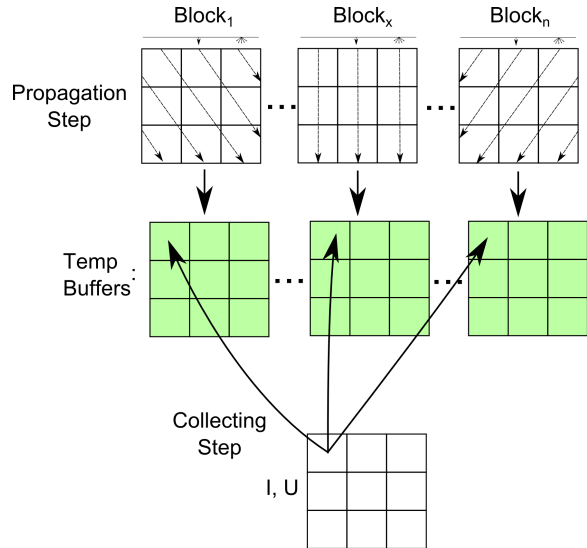 Block1
Blockx
Blockn
Propagation
Step
...
...
Temp
Buffers
:
...
...
Collecting
Step
I, U